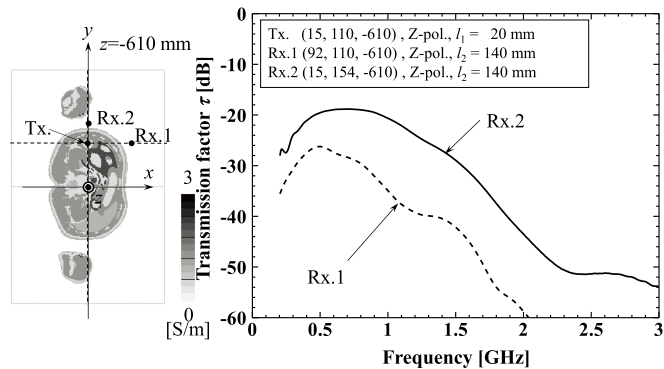 y
z=-610 mm
Tx.
Rx.2
Rx.1
x
3
0
[S/m]
Transmission factor τ [dB]
0
-10
-20
-30
-40
-50
-60
Tx. (15, 110, -610) , Z-pol., l₁ = 20 mm
Rx.1 (92, 110, -610) , Z-pol., l₂ = 140 mm
Rx.2 (15, 154, -610) , Z-pol., l₂ = 140 mm
Rx.2
Rx.1
0 0.5 1 1.5 2 2.5 3
Frequency [GHz]